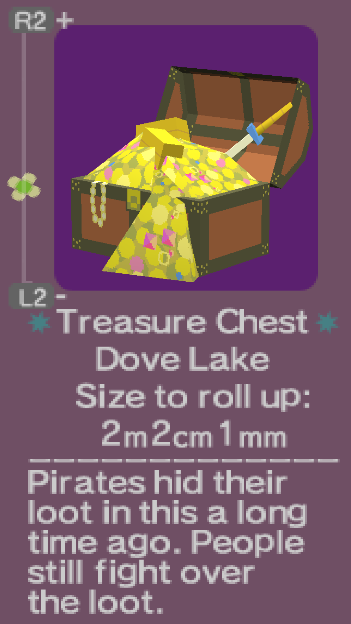 R2 +
L2 -
Treasure Chest
Dove Lake
Size to roll up:
2m2cm1mm
Pirates hid their
loot in this a long
time ago. People
still fight over
the loot.